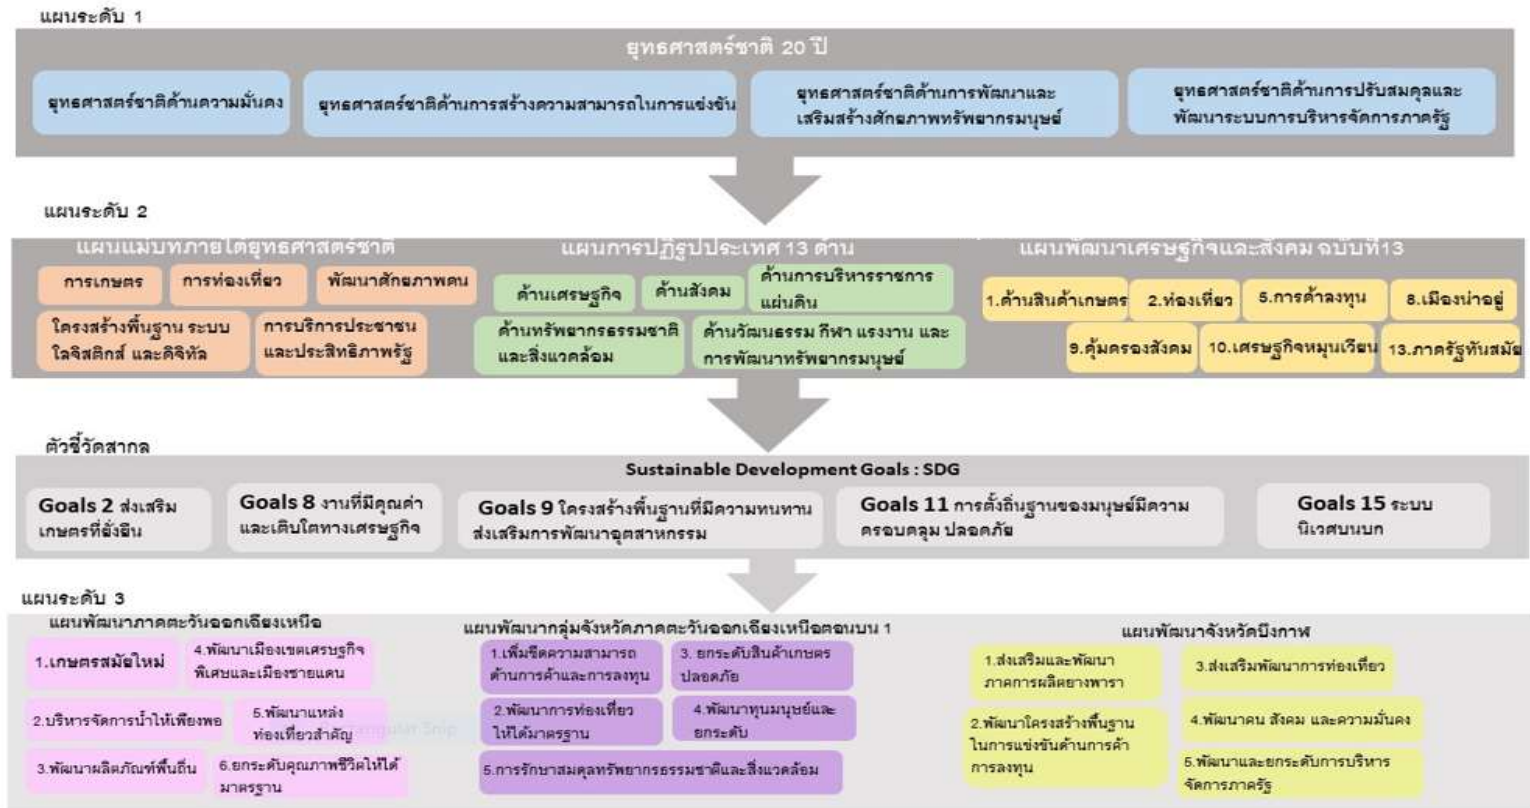 แผนระดับ 1
ยุทธศาสตร์ชาติ 20 ปี
ยุทธศาสตร์ชาติด้านความมั่นคง
ยุทธศาสตร์ชาติด้านการสร้างความสามารถในการแข่งขัน
ยุทธศาสตร์ชาติด้านการพัฒนาและ
เสริมสร้างศักยภาพทรัพยากรมนุษย์
ยุทธศาสตร์ชาติด้านการปรับสมดุลและ
พัฒนาระบบการบริหารจัดการภาครัฐ
แผนระดับ 2
แผนแม่บทภายใต้ยุทธศาสตร์ชาติ
การเกษตร
การท่องเที่ยว
พัฒนาศักยภาพคน
โครงสร้างพื้นฐาน ระบบ
โลจิสติกส์ และดิจิทัล
การบริการประชาชน
และประสิทธิภาพรัฐ
แผนการปฏิรูปประเทศ 13 ด้าน
ด้านเศรษฐกิจ
ด้านสังคม
ด้านการบริหารราชการ
แผ่นดิน
ด้านทรัพยากรธรรมชาติ
และสิ่งแวดล้อม
ด้านวัฒนธรรม กีฬา แรงงาน และ
การพัฒนาทรัพยากรมนุษย์
แผนพัฒนาเศรษฐกิจและสังคม ฉบับที่13
1.ด้านสินค้าเกษตร
2.ท่องเที่ยว
5.การค้าลงทุน
8.เมืองน่าอยู่
9.คุ้มครองสังคม
10.เศรษฐกิจหมุนเวียน
13.ภาครัฐทันสมัย
ตัวชี้วัดสากล
Sustainable Development Goals : SDG
Goals 2 ส่งเสริม
เกษตรที่ยั่งยืน
Goals 8 งานที่มีคุณค่า
และเติบโตทางเศรษฐกิจ
Goals 9 โครงสร้างพื้นฐานที่มีความทนทาน
ส่งเสริมการพัฒนาอุตสาหกรรม
Goals 11 การตั้งถิ่นฐานของมนุษย์มีความ
ครอบคลุม ปลอดภัย
Goals 15 ระบบ
นิเวศบนบก
แผนระดับ 3
แผนพัฒนาภาคตะวันออกเฉียงเหนือ
1.เกษตรสมัยใหม่
4.พัฒนาเมืองเขตเศรษฐกิจ
พิเศษและเมืองชายแดน
2.บริหารจัดการน้ำให้เพียงพอ
5.พัฒนาแหล่ง
ท่องเที่ยวสำคัญ
3.พัฒนาผลิตภัณฑ์พื้นถิ่น
6.ยกระดับคุณภาพชีวิตให้ได้
มาตรฐาน
แผนพัฒนากลุ่มจังหวัดภาคตะวันออกเฉียงเหนือตอนบน 1
1.เพิ่มขีดความสามารถ
ด้านการค้าและการลงทุน
3. ยกระดับสินค้าเกษตร
ปลอดภัย
2.พัฒนาการท่องเที่ยว
ให้ได้มาตรฐาน
4.พัฒนาทุนมนุษย์และ
ยกระดับ
5.การรักษาสมดุลทรัพยากรธรรมชาติและสิ่งแวดล้อม
แผนพัฒนาจังหวัดบึงกาฬ
1.ส่งเสริมและพัฒนา
ภาคการผลิตยางพารา
3.ส่งเสริมพัฒนาการท่องเที่ยว
2.พัฒนาโครงสร้างพื้นฐาน
ในการแข่งขันด้านการค้า
การลงทุน
4.พัฒนาคน สังคม และความมั่นคง
5.พัฒนาและยกระดับการบริหาร
จัดการภาครัฐ